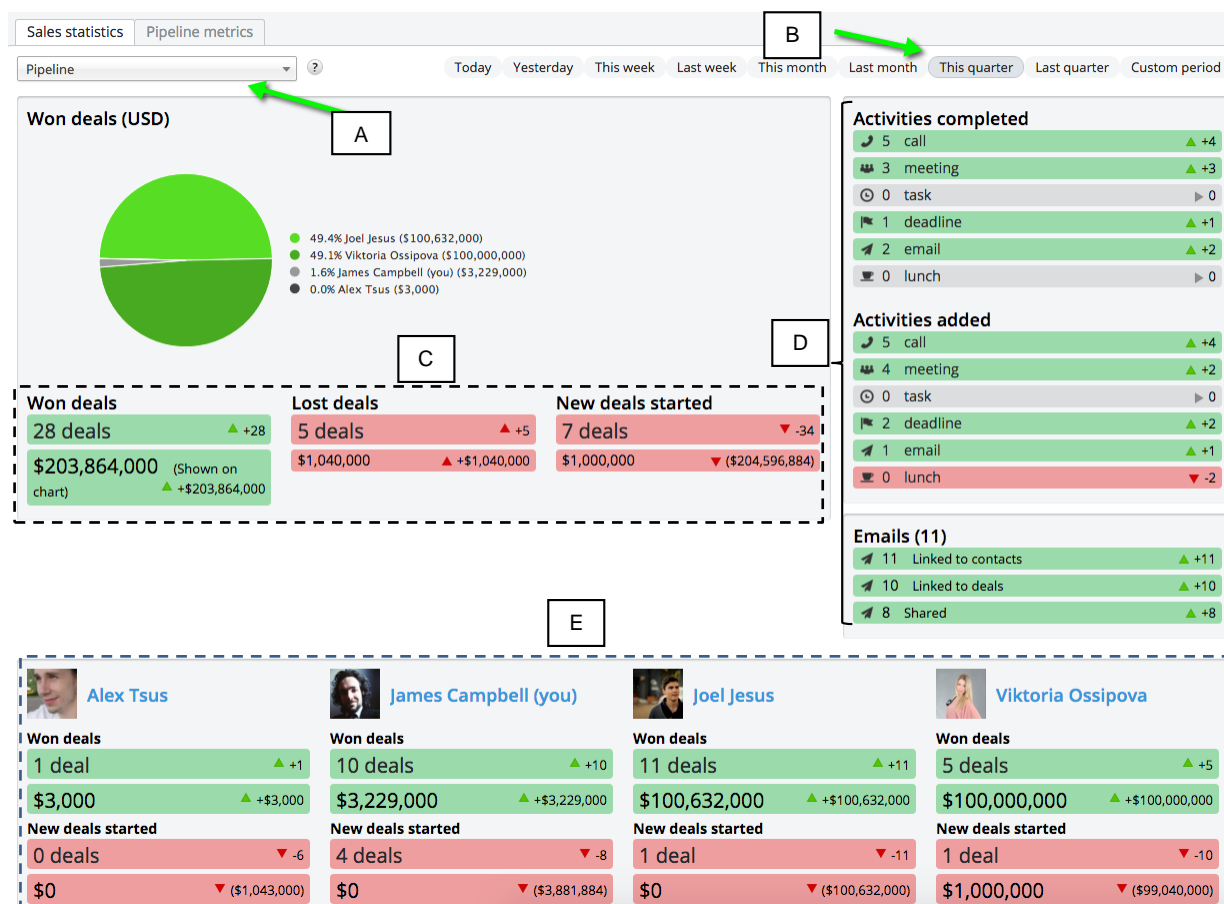 Sales statistics Pipeline metrics
B
Pipeline ? Today Yesterday This week Last week This month Last month This quarter Last quarter Custom period
A
Won deals (USD)
49.4% Joel Jesus ($100,632,000)
49.1% Viktoria Ossipova ($100,000,000)
1.6% James Campbell (you) ($3,229,000)
0.0% Alex Tsus ($3,000)
C
Won deals
28 deals +28
$203,864,000 (Shown on
chart) +$203,864,000
Lost deals
5 deals +5
$1,040,000 +$1,040,000
New deals started
7 deals -34
$1,000,000 ($204,596,884)
D
Activities completed
5 call +4
3 meeting +3
0 task 0
1 deadline +1
2 email +2
0 lunch 0
Activities added
5 call +4
4 meeting +2
0 task 0
2 deadline +2
1 email +1
0 lunch -2
Emails (11)
11 Linked to contacts +11
10 Linked to deals +10
8 Shared +8
E
Alex Tsus
Won deals
1 deal +1
$3,000 +$3,000
New deals started
0 deals -6
$0 ($1,043,000)
James Campbell (you)
Won deals
10 deals +10
$3,229,000 +$3,229,000
New deals started
4 deals -8
$0 ($3,881,884)
Joel Jesus
Won deals
11 deals +11
$100,632,000 +$100,632,000
New deals started
1 deal -11
$0 ($100,632,000)
Viktoria Ossipova
Won deals
5 deals +5
$100,000,000 +$100,000,000
New deals started
1 deal -10
$1,000,000 ($99,040,000)